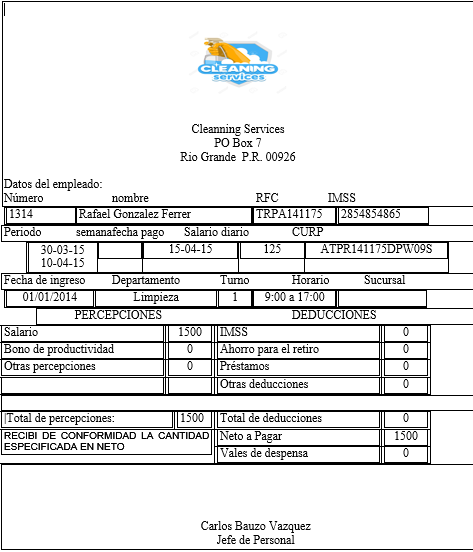 CLEANING
services
Cleanning Services
PO Box 7
Rio Grande P.R. 00926
Datos del empleado:
Número nombre RFC IMSS
1314 Rafael Gonzalez Ferrer TRPA141175 2854854865
Periodo semanafecha pago Salario diario CURP
30-03-15 15-04-15 125 ATPR141175DPW09S
10-04-15
Fecha de ingreso Departamento Turno Horario Sucursal
01/01/2014 Limpieza 1 9:00 a 17:00
PERCEPCIONES DEDUCCIONES
Salario 1500 IMSS 0
Bono de productividad 0 Ahorro para el retiro 0
Otras percepciones 0 Préstamos 0
Otras deducciones 0
Total de percepciones: 1500 Total de deducciones 0
RECIBI DE CONFORMIDAD LA CANTIDAD Neto a Pagar 1500
ESPECIFICADA EN NETO
Vales de despensa 0
Carlos Bauzo Vazquez
Jefe de Personal